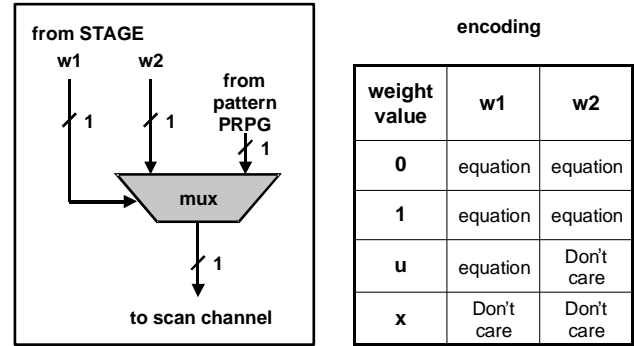 from STAGE
w1 w2
from
pattern
PRPG
1 1
1
mux
1
to scan channel
encoding
weight
value w1 w2
0 equation equation
1 equation equation
u equation Don't
care
x Don't
care Don't
care